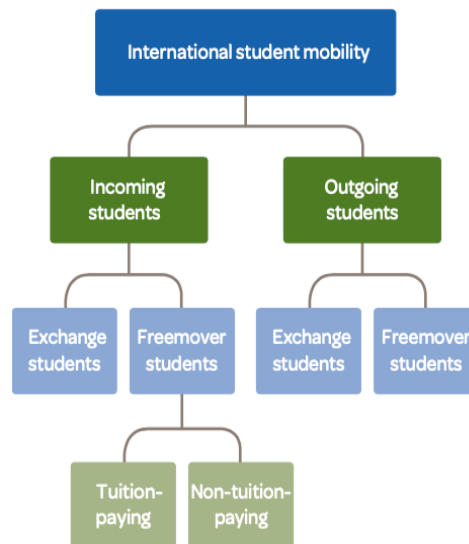 International student mobility
Incoming
students
Outgoing
students
Exchange
students
Freemover
students
Exchange
students
Freemover
students
Tuition-
paying
Non-tuition-
paying